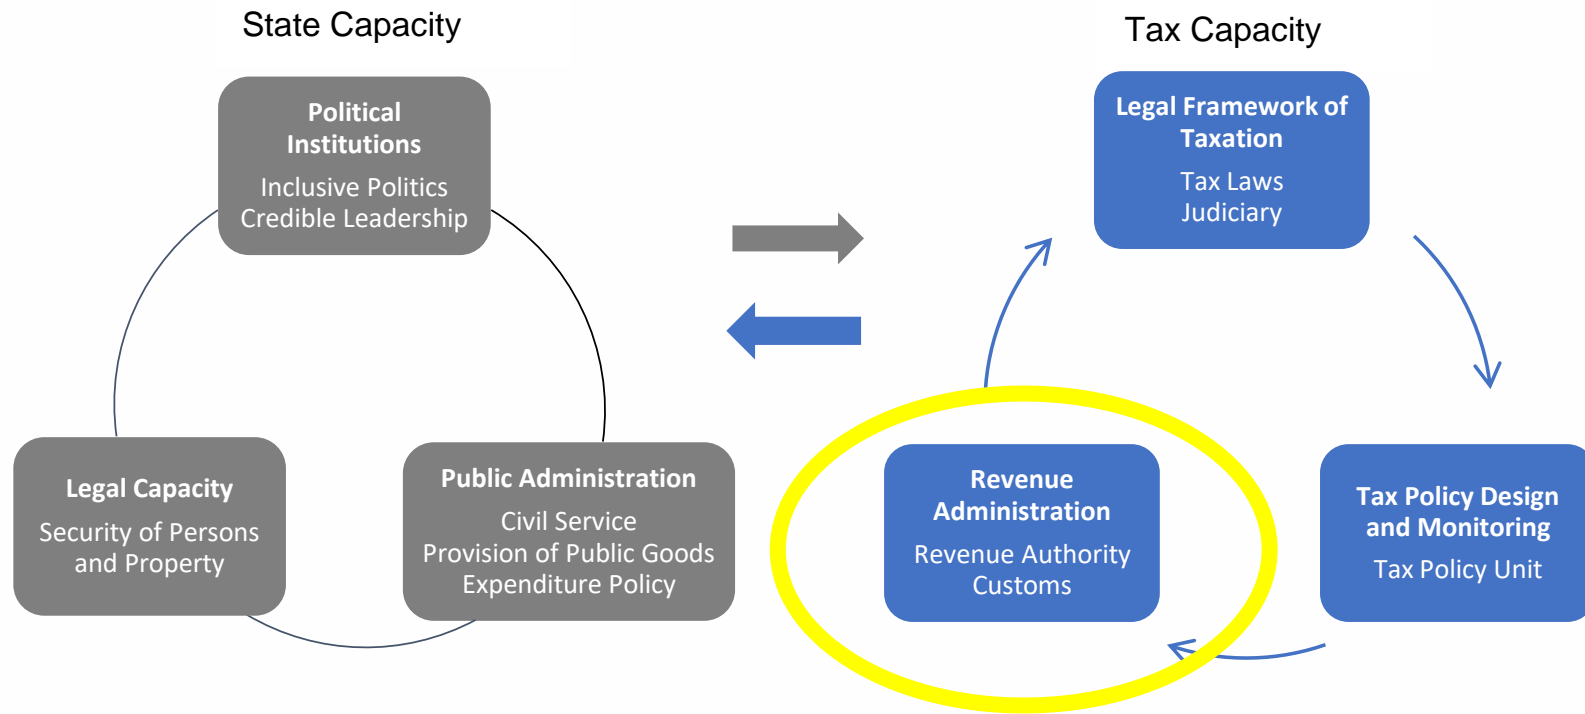 State Capacity
Political
Institutions
Inclusive Politics
Credible Leadership
Legal Capacity
Security of Persons
and Property
Public Administration
Civil Service
Provision of Public Goods
Expenditure Policy
Tax Capacity
Legal Framework of
Taxation
Tax Laws
Judiciary
Revenue
Administration
Revenue Authority
Customs
Tax Policy Design
and Monitoring
Tax Policy Unit